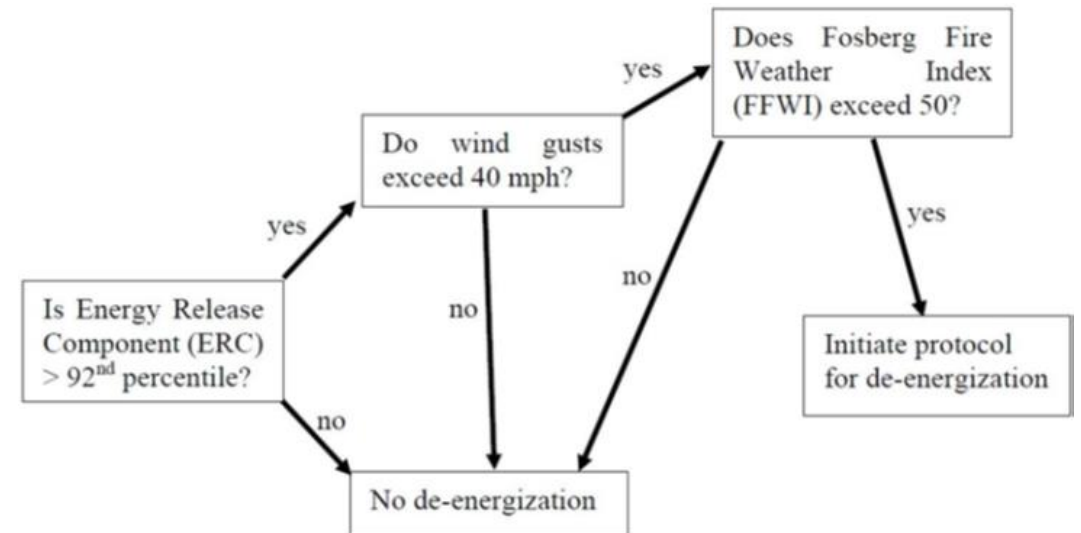 Does Fosberg Fire
Weather Index
(FFWI) exceed 50?
yes
Do wind gusts
exceed 40 mph?
yes
yes
no
no
Is Energy Release
Component (ERC)
> 92nd percentile?
Initiate protocol
for de-energization
no
No de-energization